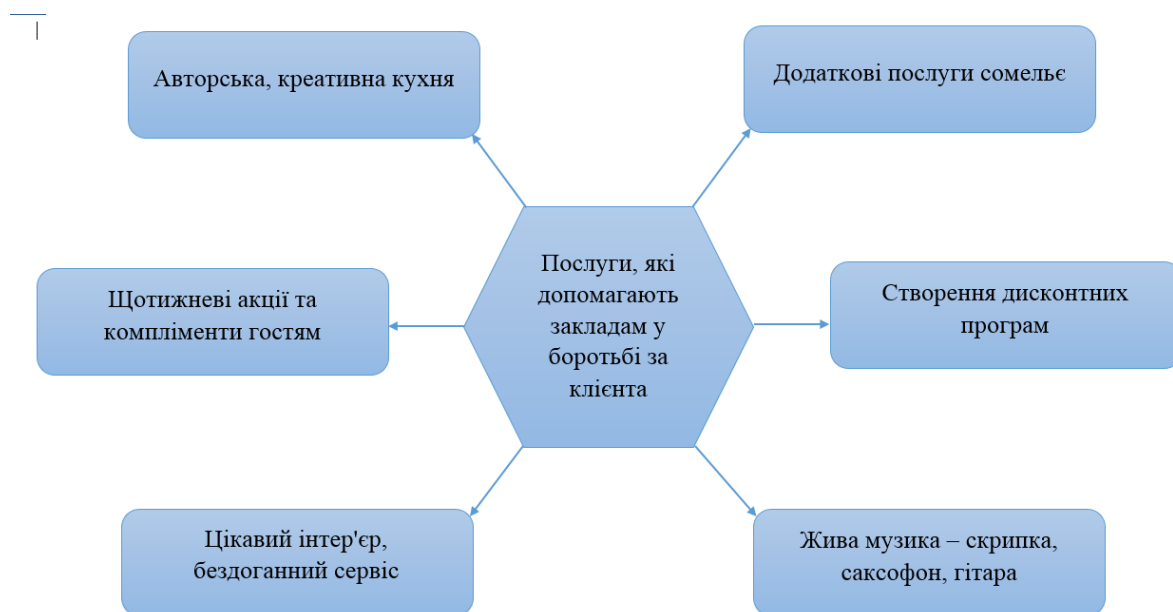 Авторська, креативна кухня
Додаткові послуги сомельє
Послуги, які
допомагають
закладам у
боротьбі за
клієнта
Щотижневі акції та
компліменти гостям
Створення дисконтних
програм
Цікавий інтер'єр,
бездоганний сервіс
Жива музика – скрипка,
саксофон, гітара